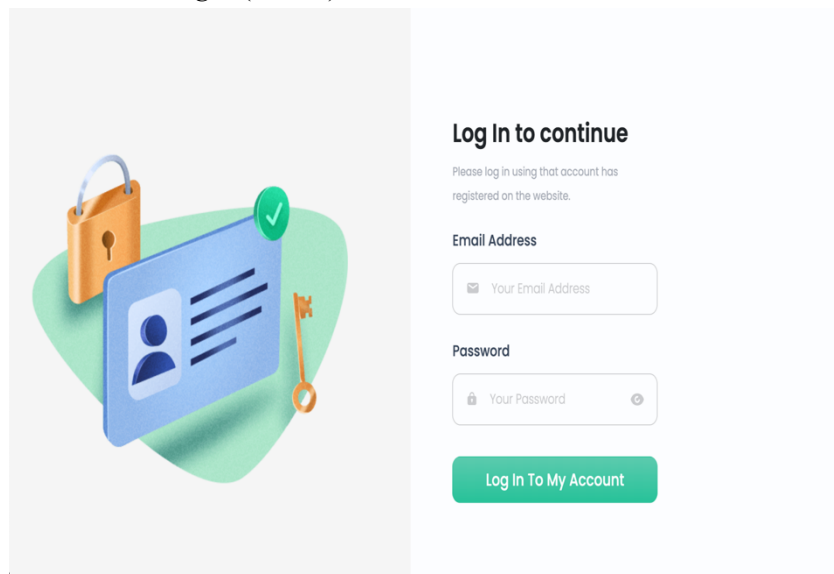 Log In to continue
Please log in using that account has
registered on the website.
Email Address
Your Email Address
Password
Your Password
Log In To My Account